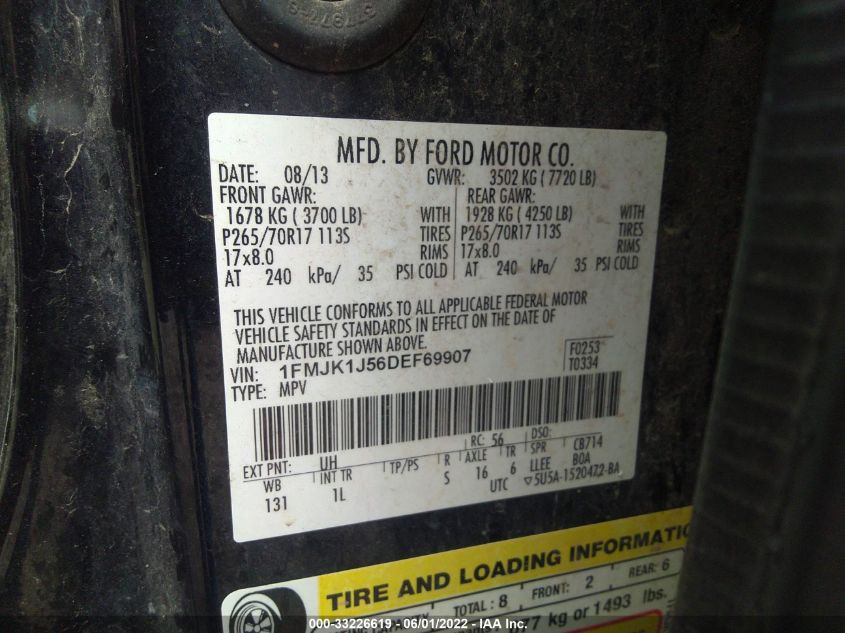 MFD. BY FORD MOTOR CO.
DATE: 08/13 GVWR: 3502 KG ( 7720 LB)
FRONT GAWR: REAR GAWR:
1678 KG ( 3700 LB) WITH 1928 KG ( 4250 LB) WITH
P265/70R17 113S TIRES P265/70R17 113S TIRES
17x8.0 RIMS 17x8.0 RIMS
AT 240 kPa/ 35 PSI COLD AT 240 kPa/ 35 PSI COLD
THIS VEHICLE CONFORMS TO ALL APPLICABLE FEDERAL MOTOR
VEHICLE SAFETY STANDARDS IN EFFECT ON THE DATE OF
MANUFACTURE SHOWN ABOVE.
VIN: 1FMJK1J56DEF69907 F0253
TYPE: MPV T0334
EXT PNT: UH RC: 56 DSO:
WB INT TR TP/PS R AXLE TR SPR CB714
131 1L S 16 6 LLEE BOA
UTC ▽5U5A-1520472-BA
TIRE AND LOADING INFORMATIO
TOTAL : 8 FRONT: 2 REAR: 6
7 kg or 1493 lbs.
000-33226619 - 06/01/2022 - © IAA Inc.